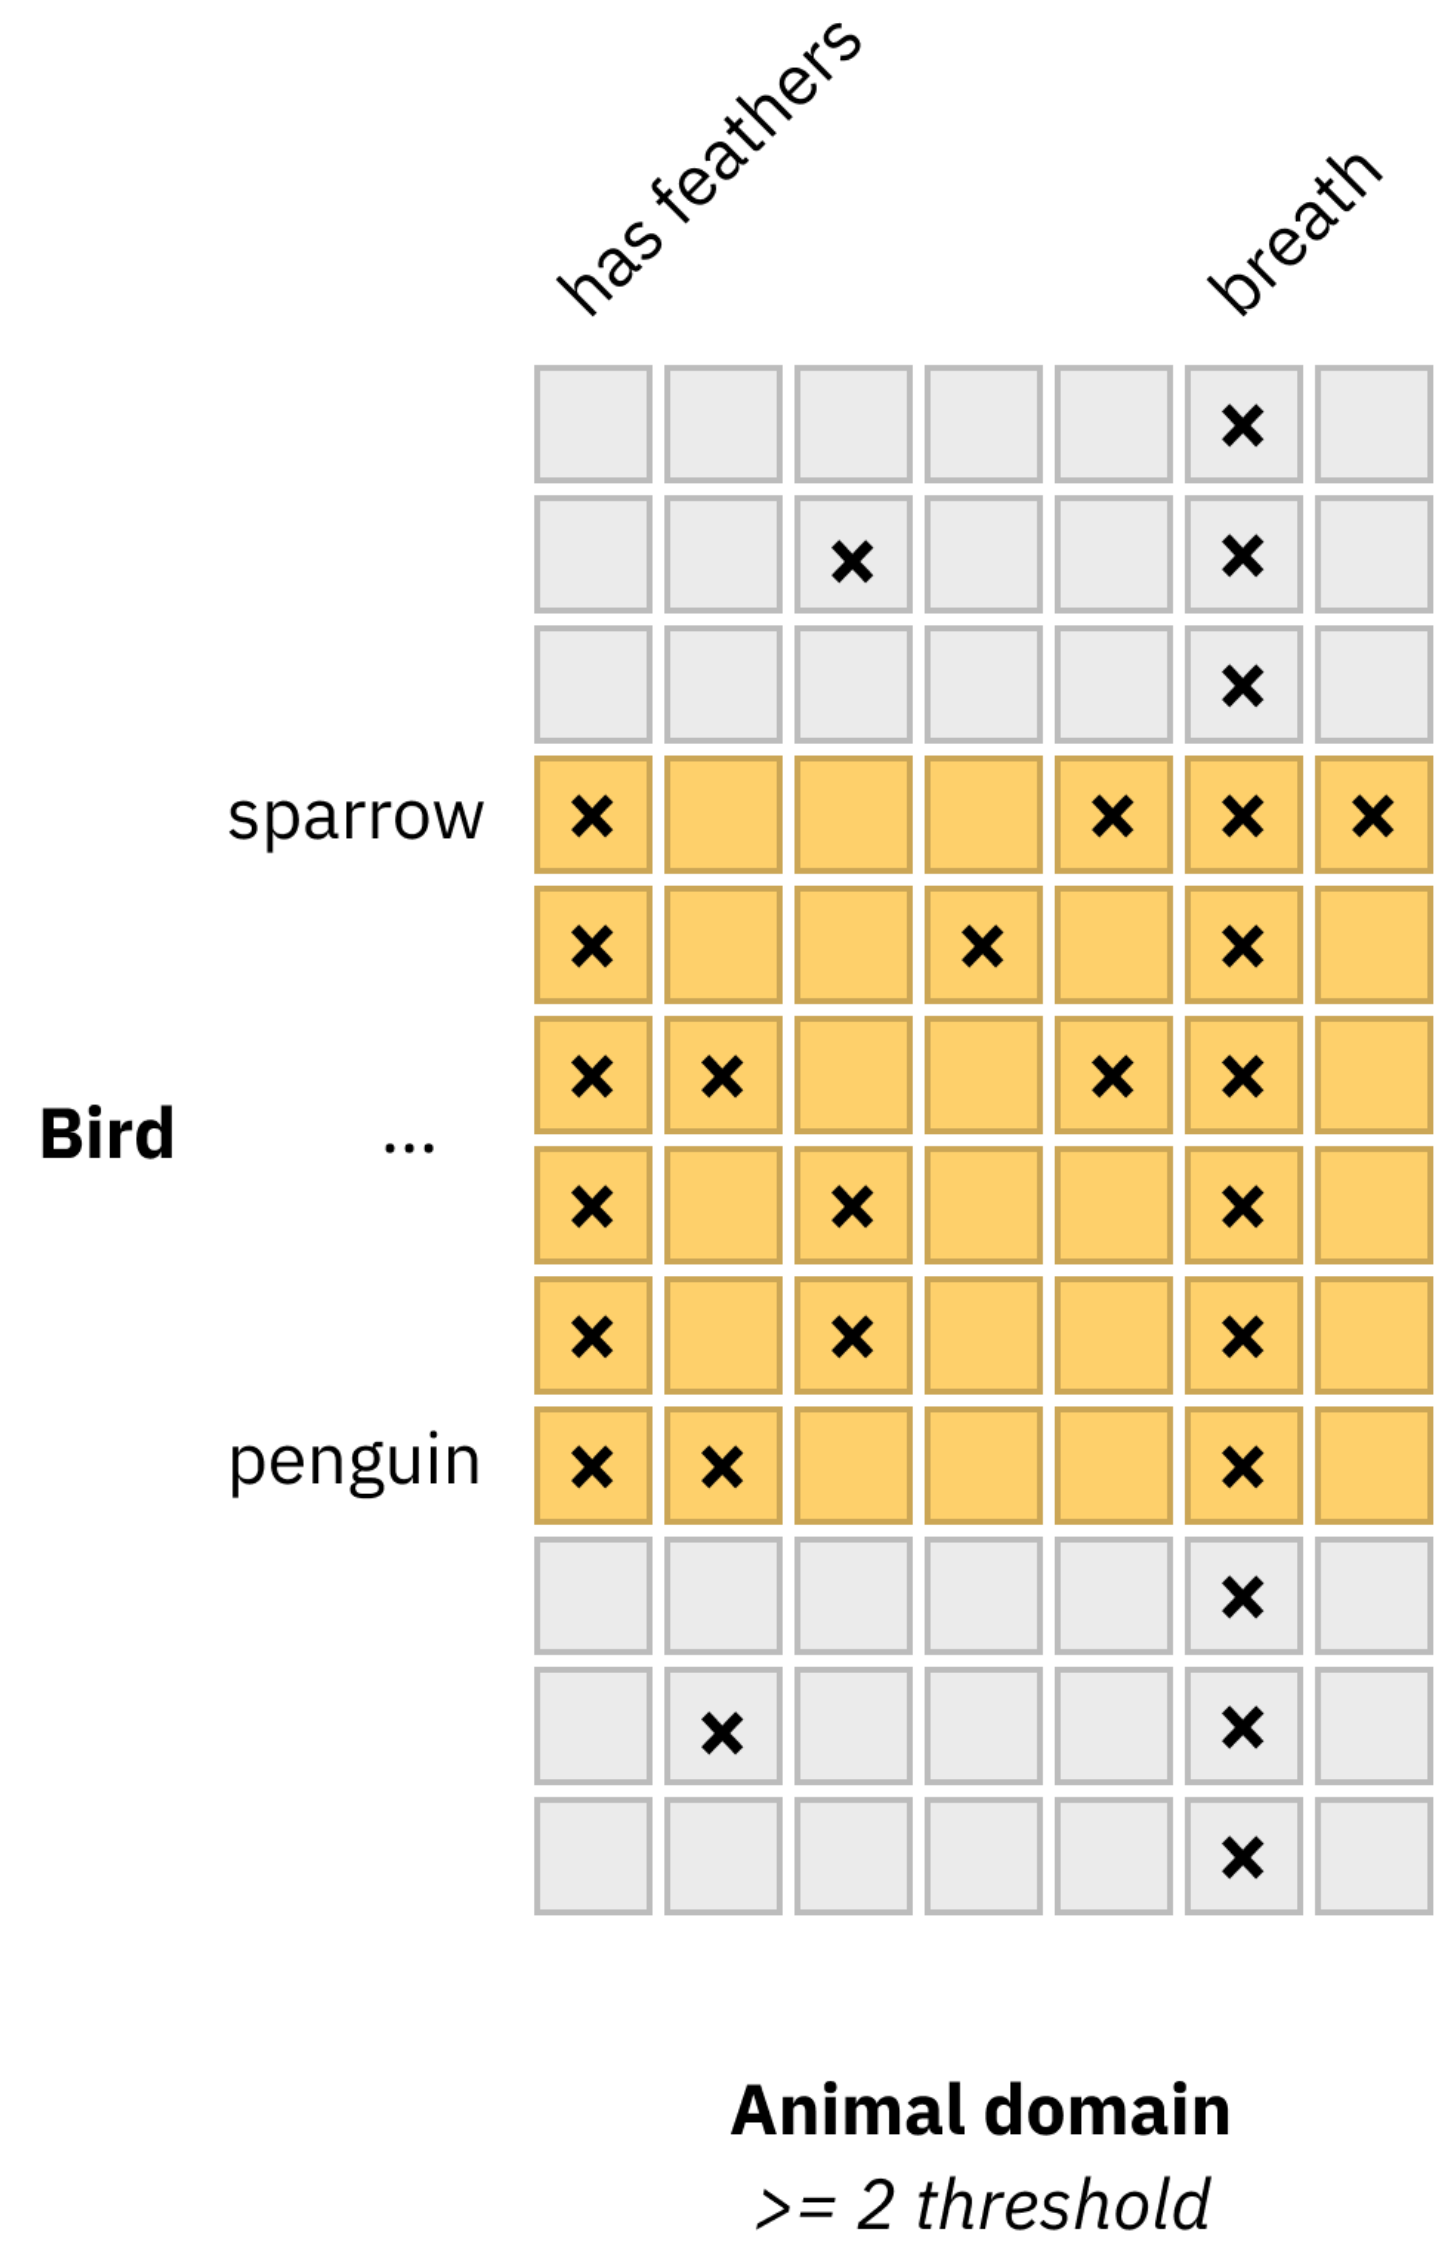 has feathers
breath
sparrow
Bird
...
penguin
Animal domain
>= 2 threshold